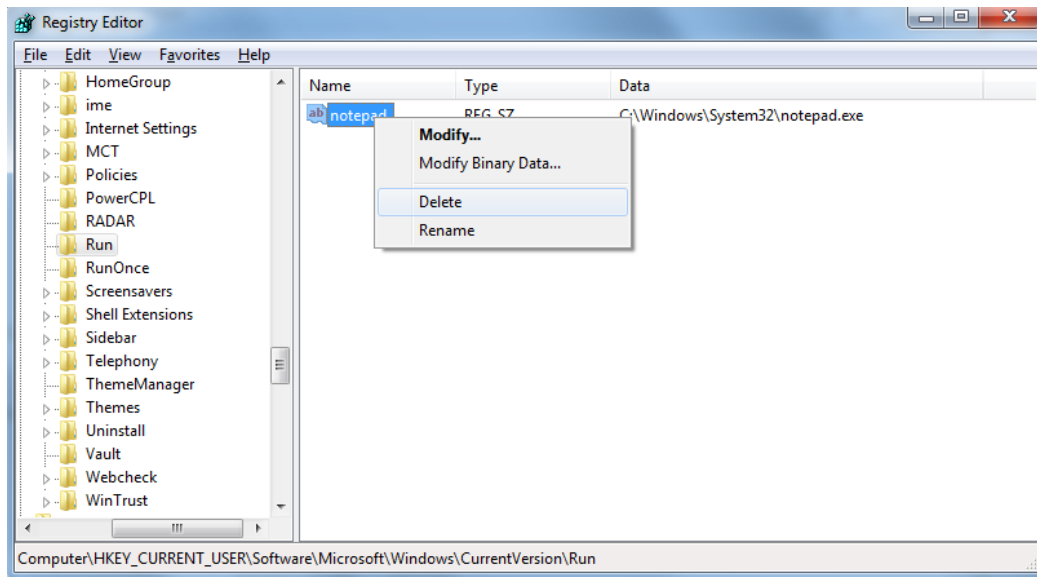 Registry Editor
File Edit View Favorites Help
HomeGroup
ime
Internet Settings
MCT
Policies
PowerCPL
RADAR
Run
RunOnce
Screensavers
Shell Extensions
Sidebar
Telephony
ThemeManager
Themes
Uninstall
Vault
Webcheck
WinTrust
Name Type Data
ab notepad REG_SZ C:\Windows\System32\notepad.exe
Modify...
Modify Binary Data...
Delete
Rename
Computer\HKEY_CURRENT_USER\Software\Microsoft\Windows\CurrentVersion\Run